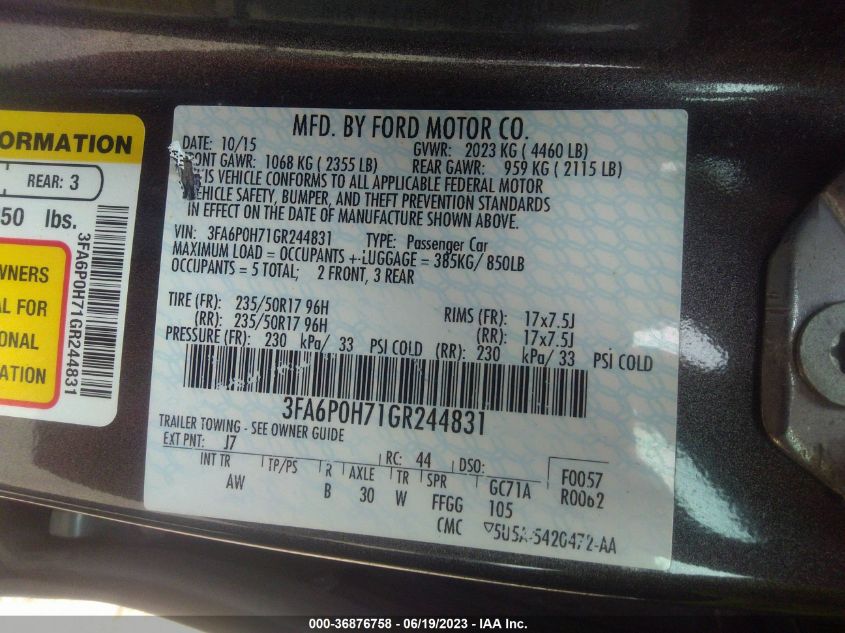 ORMATION
REAR: 3
50 lbs.
WNERS
AL FOR
ONAL
ATION
3FA6P0H71GR244831
MFD. BY FORD MOTOR CO.
DATE: 10/15 GVWR: 2023 KG ( 4460 LB)
RONT GAWR: 1068 KG ( 2355 LB) REAR GAWR: 959 KG ( 2115 LB)
IS VEHICLE CONFORMS TO ALL APPLICABLE FEDERAL MOTOR
VEHICLE SAFETY, BUMPER, AND THEFT PREVENTION STANDARDS
IN EFFECT ON THE DATE OF MANUFACTURE SHOWN ABOVE.
VIN: 3FA6P0H71GR244831 TYPE: Passenger Car
MAXIMUM LOAD = OCCUPANTS + LUGGAGE = 385KG/ 850LB
OCCUPANTS = 5 TOTAL; 2 FRONT, 3 REAR
TIRE (FR): 235/50R17 96H RIMS (FR): 17x7.5J
(RR): 235/50R17 96H (RR): 17x7.5J
PRESSURE (FR): 230 kPa/ 33 PSI COLD (RR): 230 kPa/ 33 PSI COLD
3FA6P0H71GR244831
TRAILER TOWING - SEE OWNER GUIDE
EXT PNT: J7 RC: 44 DSO: F0057
INT TR TP/PS R AXLE TR SPR GC71A R0062
AW B 30 W FFGG 105
CMC 5U5A-5420472-AA
000-36876758 - 06/19/2023 - IAA Inc.